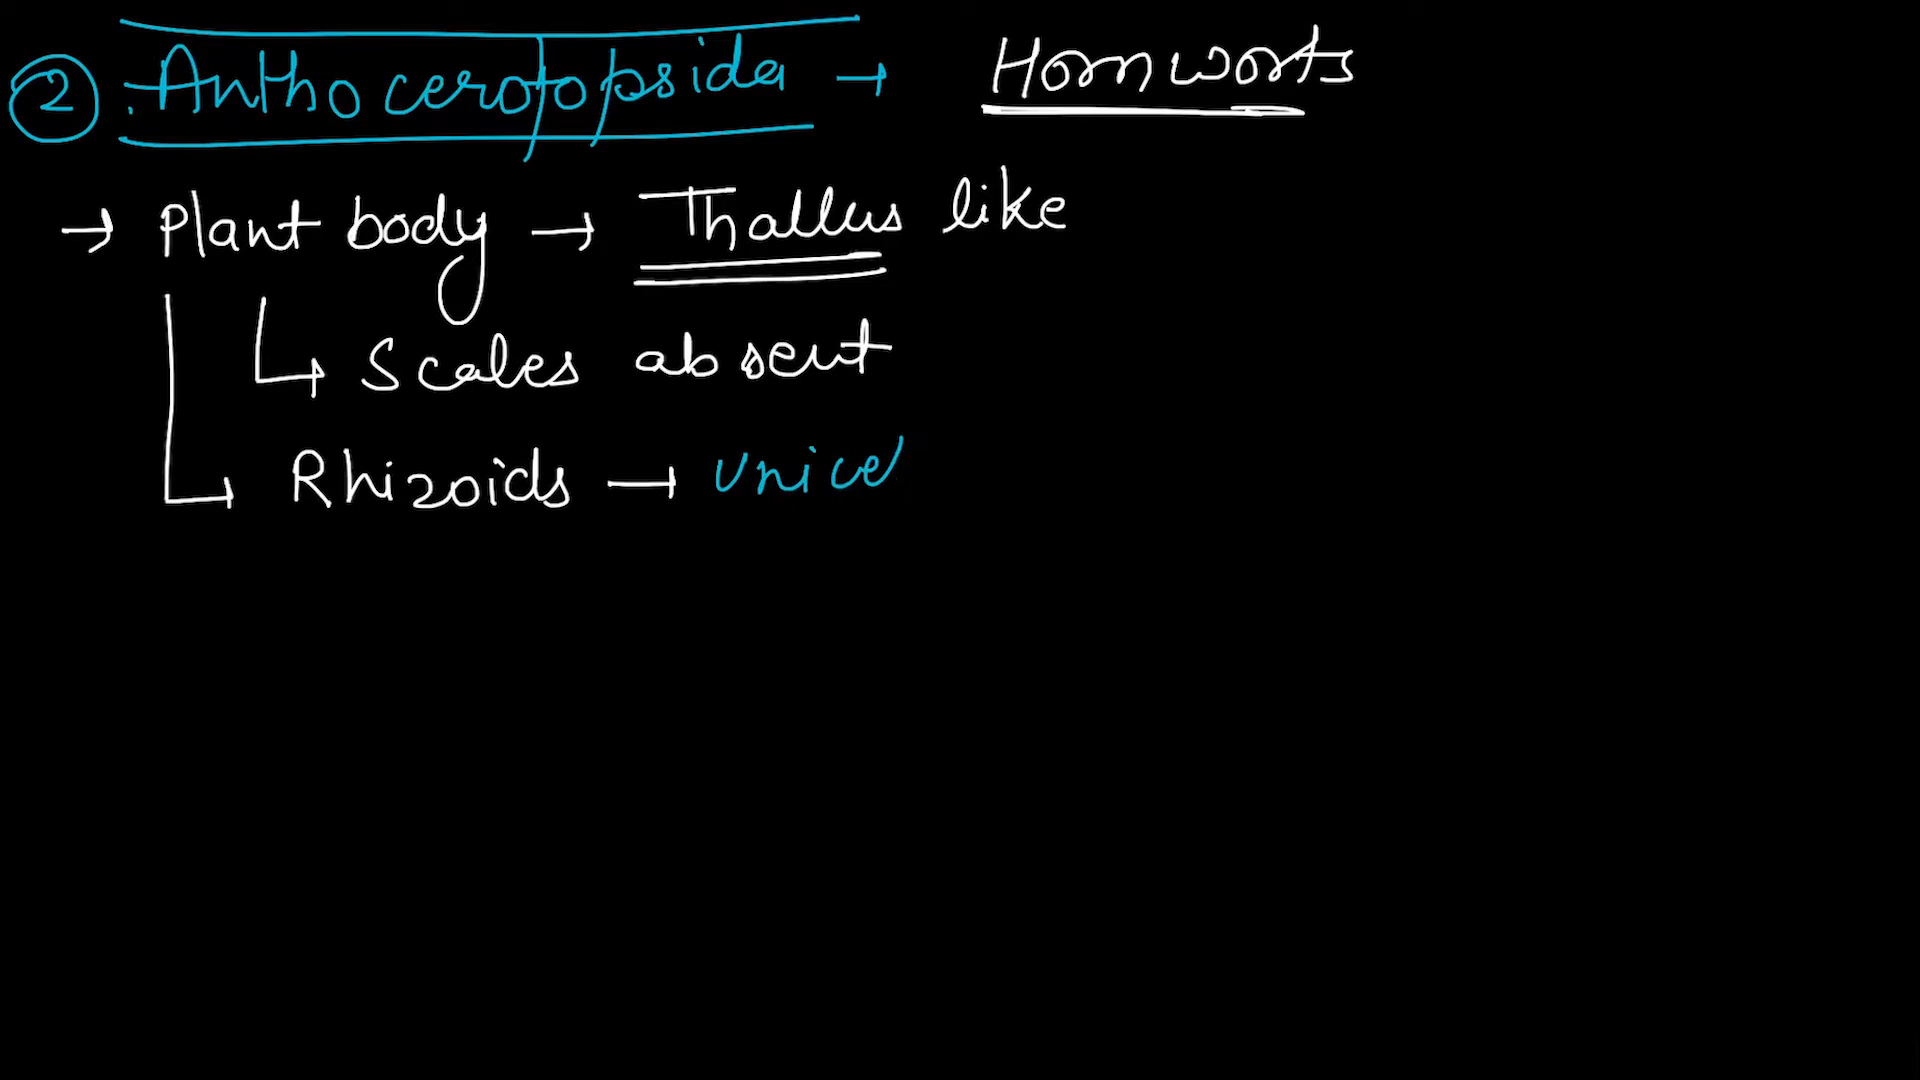 2 Anthocerotopsida → Hornworts
→ Plant body → Thallus like
↳ Scales absent
↳ Rhizoids → Unice